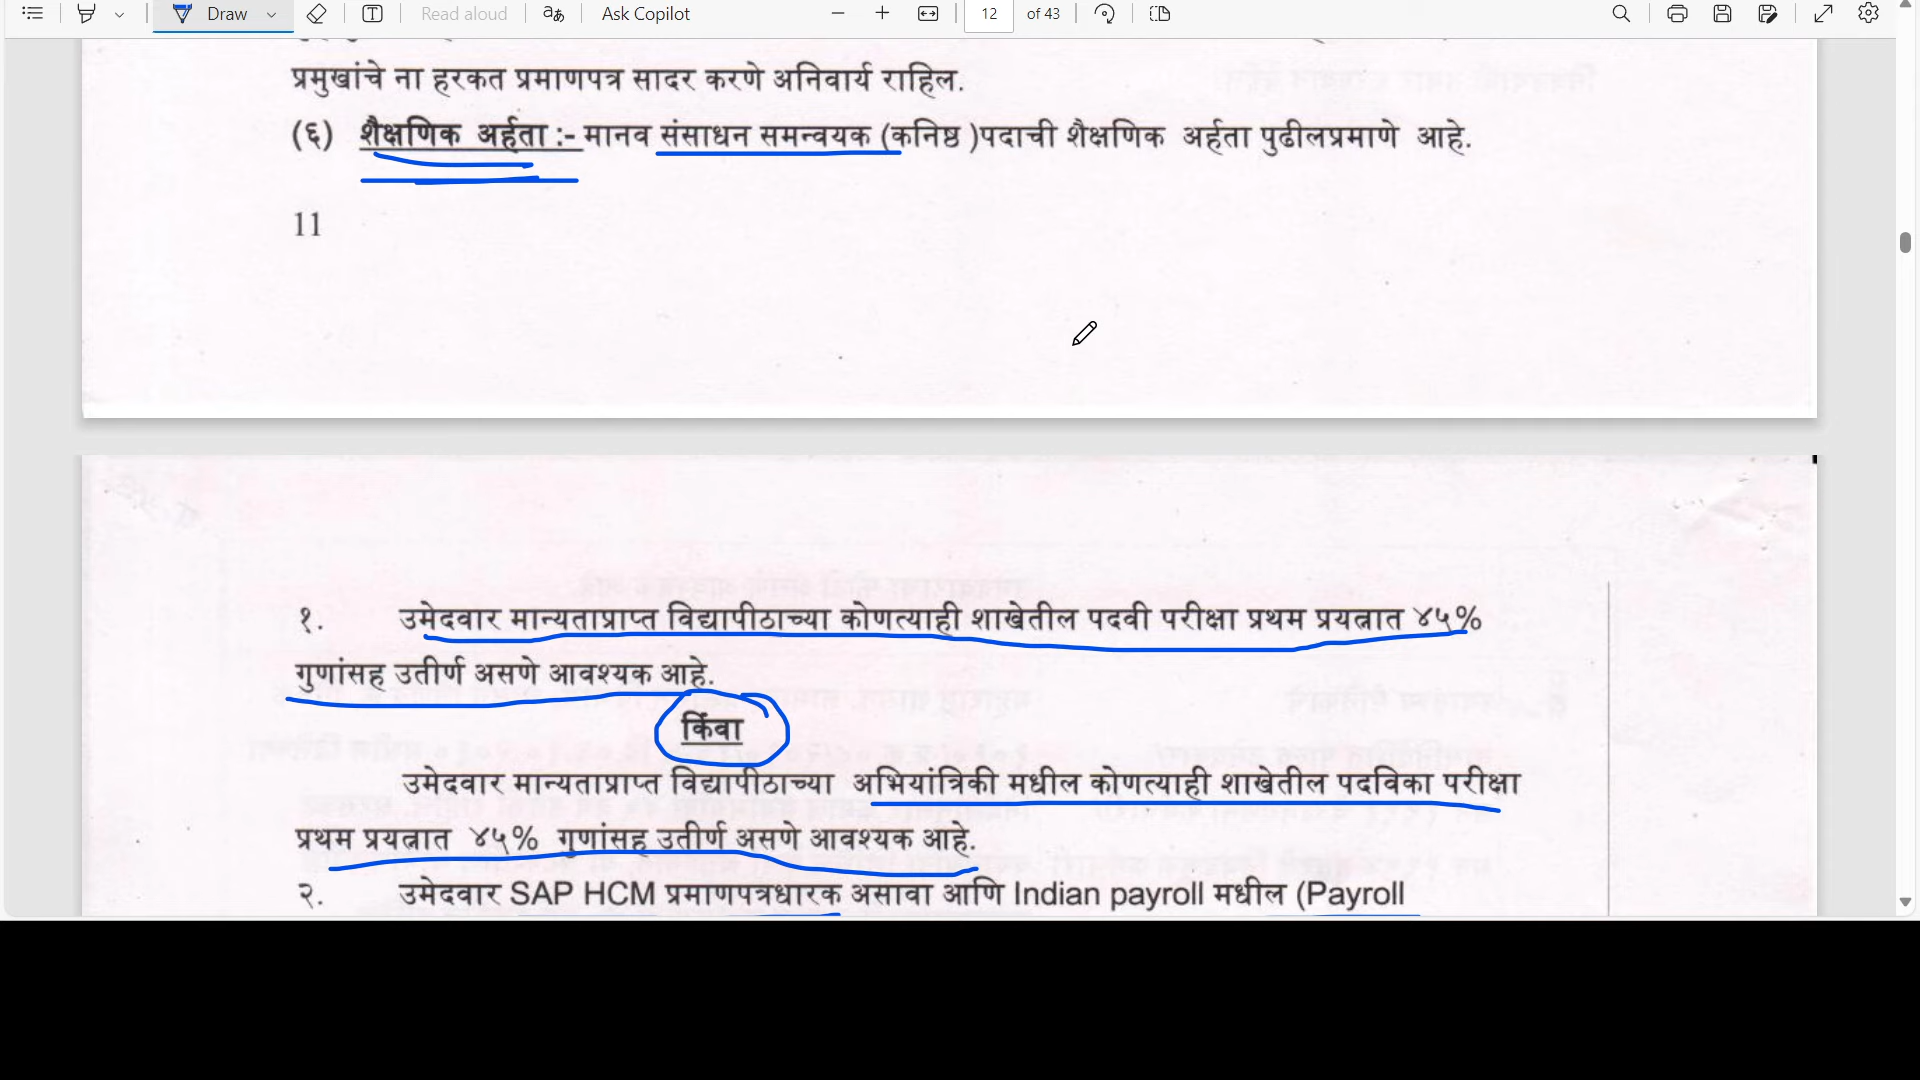 Draw
Read aloud
Ask Copilot
12 of 43
प्रमुखांचे ना हरकत प्रमाणपत्र सादर करणे अनिवार्य राहिल.
(६) शैक्षणिक अर्हता :- मानव संसाधन समन्वयक (कनिष्ठ )पदाची शैक्षणिक अर्हता पुढीलप्रमाणे आहे.
11
१. उमेदवार मान्यताप्राप्त विद्यापीठाच्या कोणत्याही शाखेतील पदवी परीक्षा प्रथम प्रयत्नात ४५%
गुणांसह उतीर्ण असणे आवश्यक आहे.
किंवा
उमेदवार मान्यताप्राप्त विद्यापीठाच्या अभियांत्रिकी मधील कोणत्याही शाखेतील पदविका परीक्षा
प्रथम प्रयत्नात ४५% गुणांसह उतीर्ण असणे आवश्यक आहे.
२. उमेदवार SAP HCM प्रमाणपत्रधारक असावा आणि Indian payroll मधील (Payroll